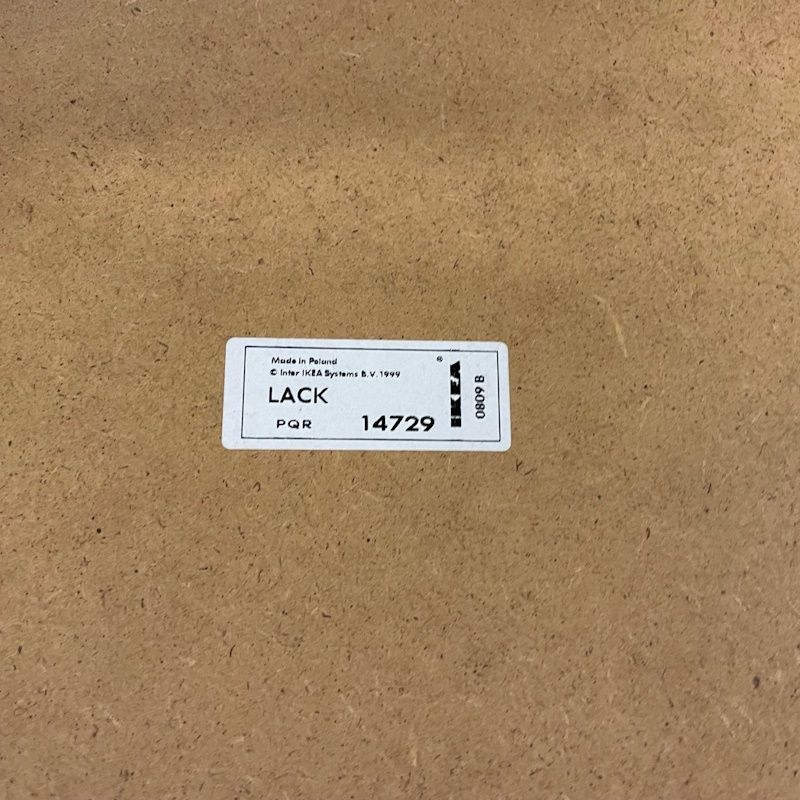 Made in Poland
© Inter IKEA Systems B.V. 1999
LACK
PQR 14729
IKEA®
0809 B